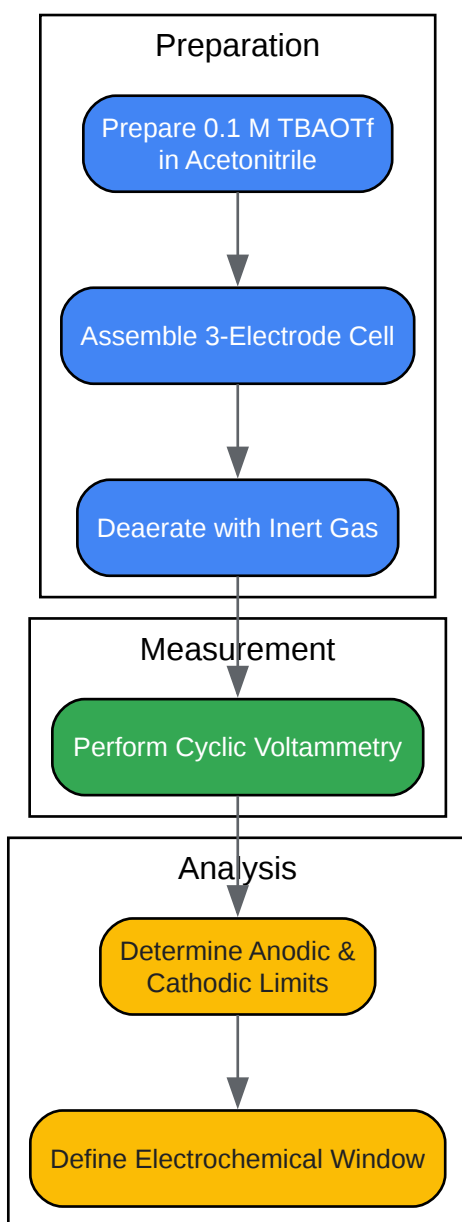 Preparation
Prepare 0.1 M TBAOTf
in Acetonitrile
Assemble 3-Electrode Cell
Deaerate with Inert Gas
Measurement
Perform Cyclic Voltammetry
Analysis
Determine Anodic &
Cathodic Limits
Define Electrochemical Window